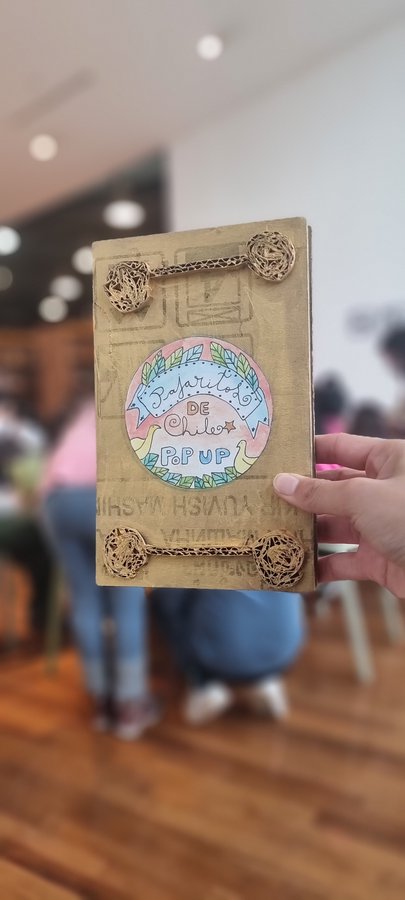 Pajaritos
DE
Chile
POP UP